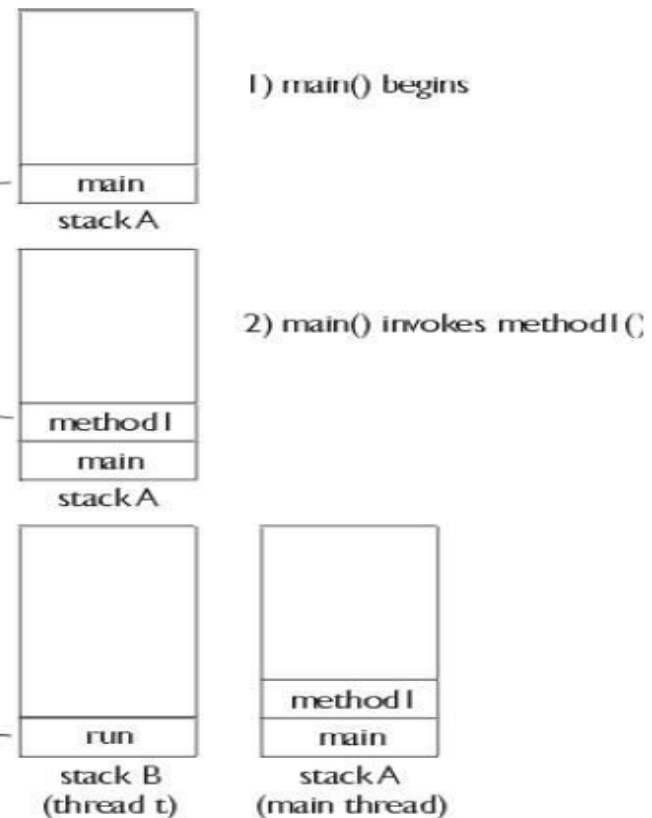 1) main() begins
main
stack A
2) main() invokes method1()
method1
main
stack A
run
stack B
(thread t)
method1
main
stack A
(main thread)